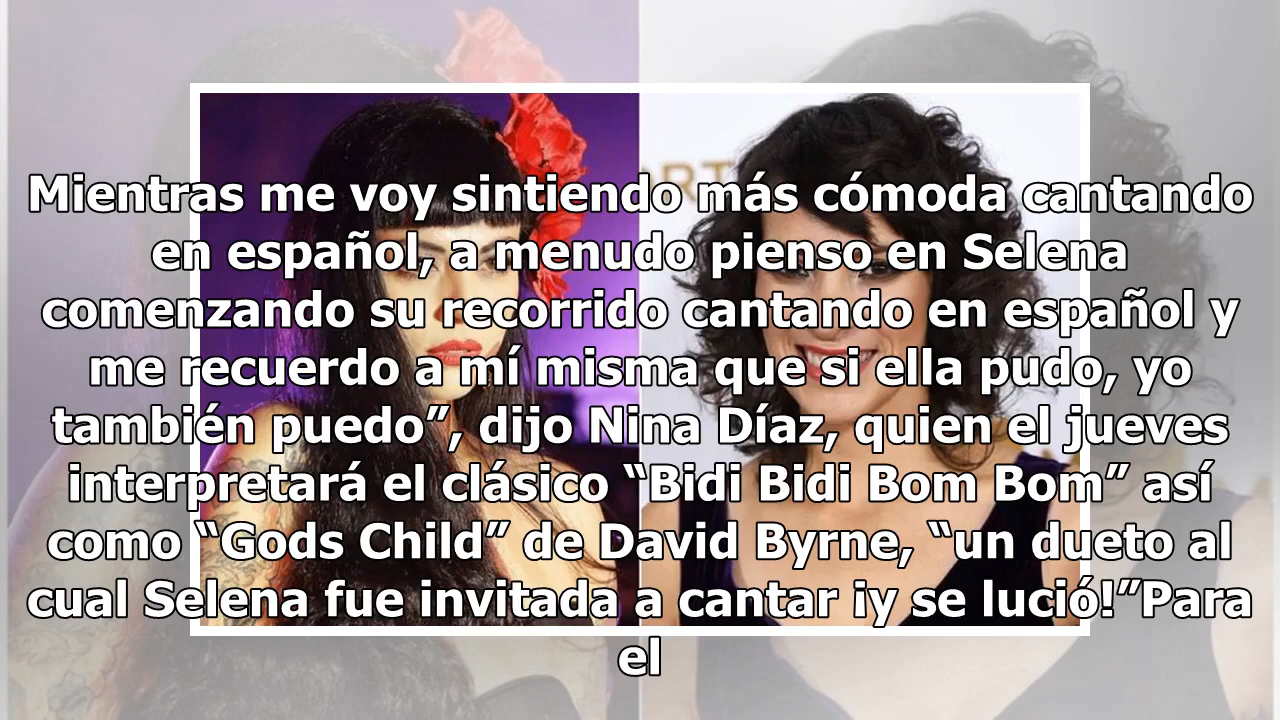 Mientras me voy sintiendo más cómoda cantando
en español, a menudo pienso en Selena
comenzando su recorrido cantando en español y
me recuerdo a mí misma que si ella pudo, yo
también puedo”, dijo Nina Díaz, quien el jueves
interpretará el clásico “Bidi Bidi Bom Bom” así
como “Gods Child” de David Byrne, “un dueto al
cual Selena fue invitada a cantar ¡y se lució!”Para
el